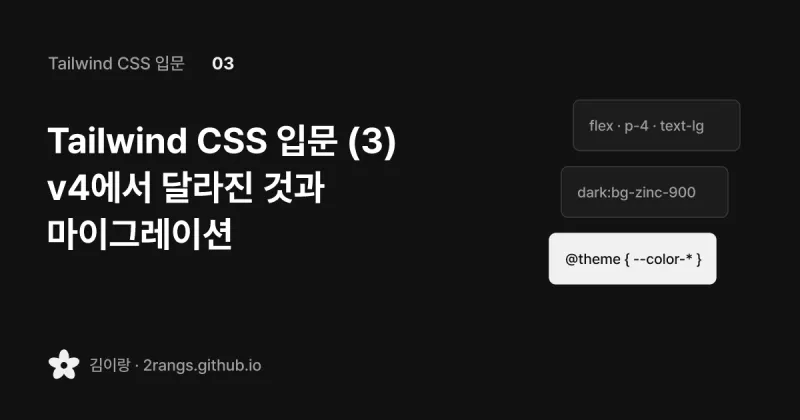 Tailwind CSS 입문 03
Tailwind CSS 입문 (3)
v4에서 달라진 것과
마이그레이션
flex · p-4 · text-lg
dark:bg-zinc-900
@theme { --color-* }
김이랑 · 2rangs.github.io